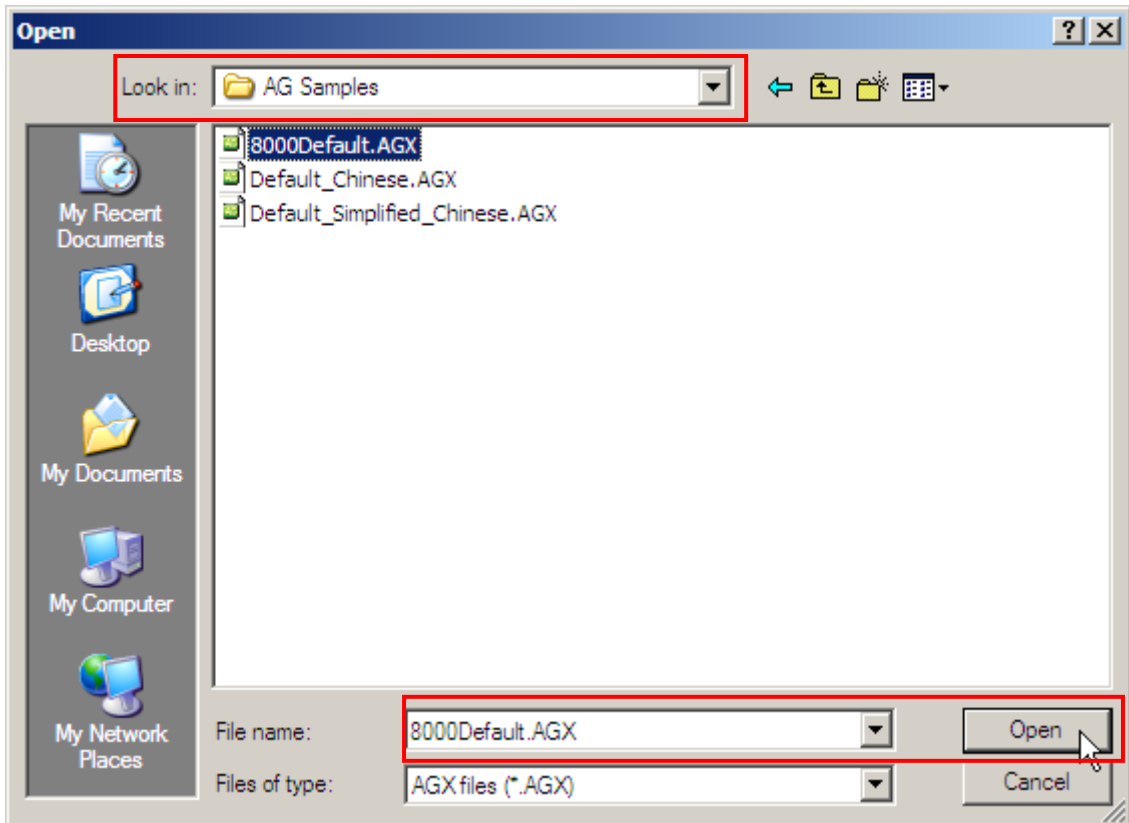 Open
Look in: AG Samples
8000Default.AGX
Default_Chinese.AGX
Default_Simplified_Chinese.AGX
My Recent
Documents
Desktop
My Documents
My Computer
My Network
Places
File name: 8000Default.AGX Open
Files of type: AGX files (*.AGX) Cancel